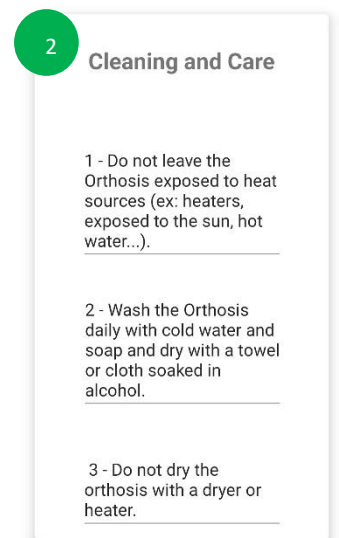 2
Cleaning and Care
1 - Do not leave the
Orthosis exposed to heat
sources (ex: heaters,
exposed to the sun, hot
water...).
2 - Wash the Orthosis
daily with cold water and
soap and dry with a towel
or cloth soaked in
alcohol.
3 - Do not dry the
orthosis with a dryer or
heater.